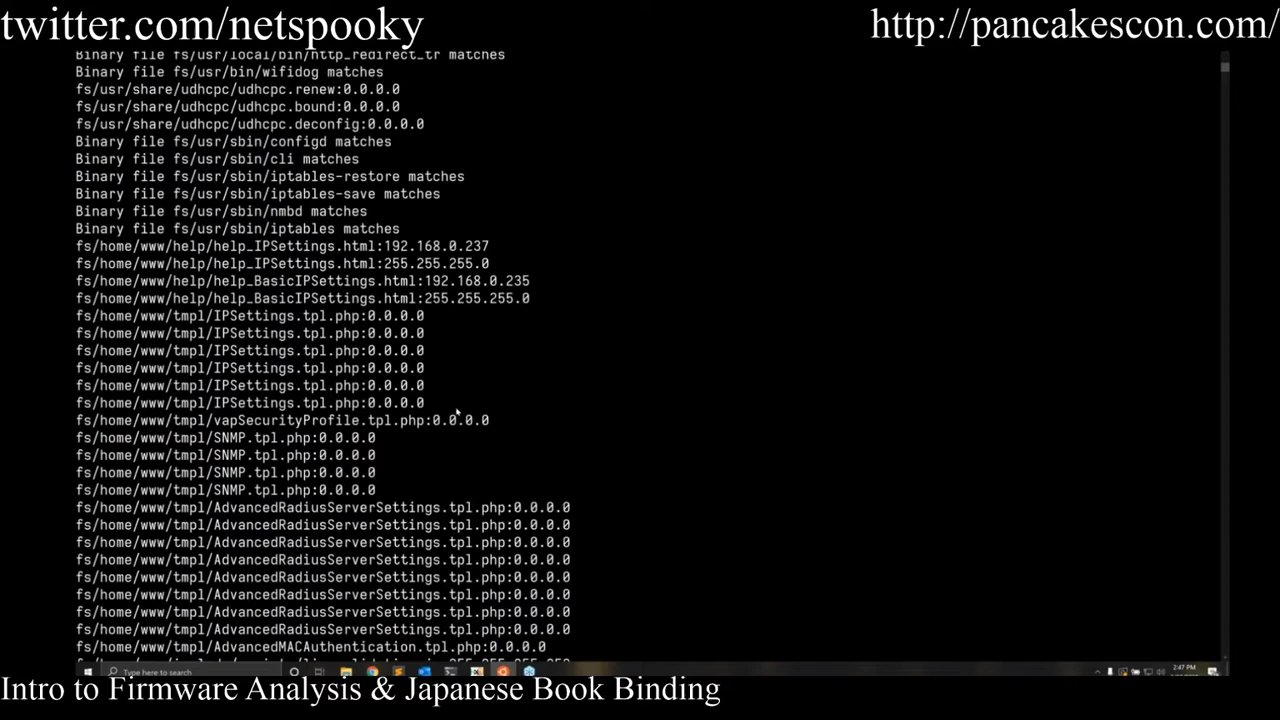 twitter.com/netspooky
http://pancakescon.com/
Binary file fs/usr/local/bin/http_redirect_tr matches
Binary file fs/usr/bin/wifidog matches
fs/usr/share/udhcpc/udhcpc.renew:0.0.0.0
fs/usr/share/udhcpc/udhcpc.bound:0.0.0.0
fs/usr/share/udhcpc/udhcpc.deconfig:0.0.0.0
Binary file fs/usr/sbin/configd matches
Binary file fs/usr/sbin/cli matches
Binary file fs/usr/sbin/iptables-restore matches
Binary file fs/usr/sbin/iptables-save matches
Binary file fs/usr/sbin/nmbd matches
Binary file fs/usr/sbin/iptables matches
fs/home/www/help/help_IPSettings.html:192.168.0.237
fs/home/www/help/help_IPSettings.html:255.255.255.0
fs/home/www/help/help_BasicIPSettings.html:192.168.0.235
fs/home/www/help/help_BasicIPSettings.html:255.255.255.0
fs/home/www/tmpl/IPSettings.tpl.php:0.0.0.0
fs/home/www/tmpl/IPSettings.tpl.php:0.0.0.0
fs/home/www/tmpl/IPSettings.tpl.php:0.0.0.0
fs/home/www/tmpl/IPSettings.tpl.php:0.0.0.0
fs/home/www/tmpl/IPSettings.tpl.php:0.0.0.0
fs/home/www/tmpl/IPSettings.tpl.php:0.0.0.0
fs/home/www/tmpl/vapSecurityProfile.tpl.php:0.0.0.0
fs/home/www/tmpl/SNMP.tpl.php:0.0.0.0
fs/home/www/tmpl/SNMP.tpl.php:0.0.0.0
fs/home/www/tmpl/SNMP.tpl.php:0.0.0.0
fs/home/www/tmpl/SNMP.tpl.php:0.0.0.0
fs/home/www/tmpl/AdvancedRadiusServerSettings.tpl.php:0.0.0.0
fs/home/www/tmpl/AdvancedRadiusServerSettings.tpl.php:0.0.0.0
fs/home/www/tmpl/AdvancedRadiusServerSettings.tpl.php:0.0.0.0
fs/home/www/tmpl/AdvancedRadiusServerSettings.tpl.php:0.0.0.0
fs/home/www/tmpl/AdvancedRadiusServerSettings.tpl.php:0.0.0.0
fs/home/www/tmpl/AdvancedRadiusServerSettings.tpl.php:0.0.0.0
fs/home/www/tmpl/AdvancedRadiusServerSettings.tpl.php:0.0.0.0
fs/home/www/tmpl/AdvancedRadiusServerSettings.tpl.php:0.0.0.0
fs/home/www/tmpl/AdvancedMACAuthentication.tpl.php:0.0.0.0
Type here to search
2:47 PM
Intro to Firmware Analysis & Japanese Book Binding